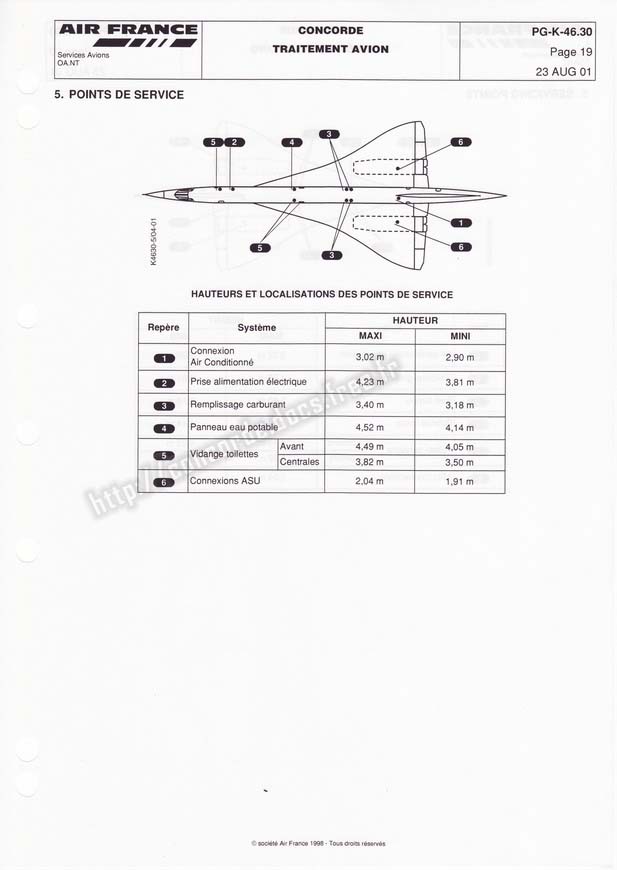 AIR FRANCE
Services Avions
OA.NT
CONCORDE
TRAITEMENT AVION
PG-K-46.30
Page 19
23 AUG 01
5. POINTS DE SERVICE
5 2 4 3 6
5 3 1 6
K4630-5/04-01
HAUTEURS ET LOCALISATIONS DES POINTS DE SERVICE
Repère Système HAUTEUR
MAXI MINI
1 Connexion Air Conditionné 3,02 m 2,90 m
2 Prise alimentation électrique 4,23 m 3,81 m
3 Remplissage carburant 3,40 m 3,18 m
4 Panneau eau potable 4,52 m 4,14 m
5 Vidange toilettes Avant 4,49 m 4,05 m
Centrales 3,82 m 3,50 m
6 Connexions ASU 2,04 m 1,91 m
http://concorde.docs.free.fr
© société Air France 1998 - Tous droits réservés